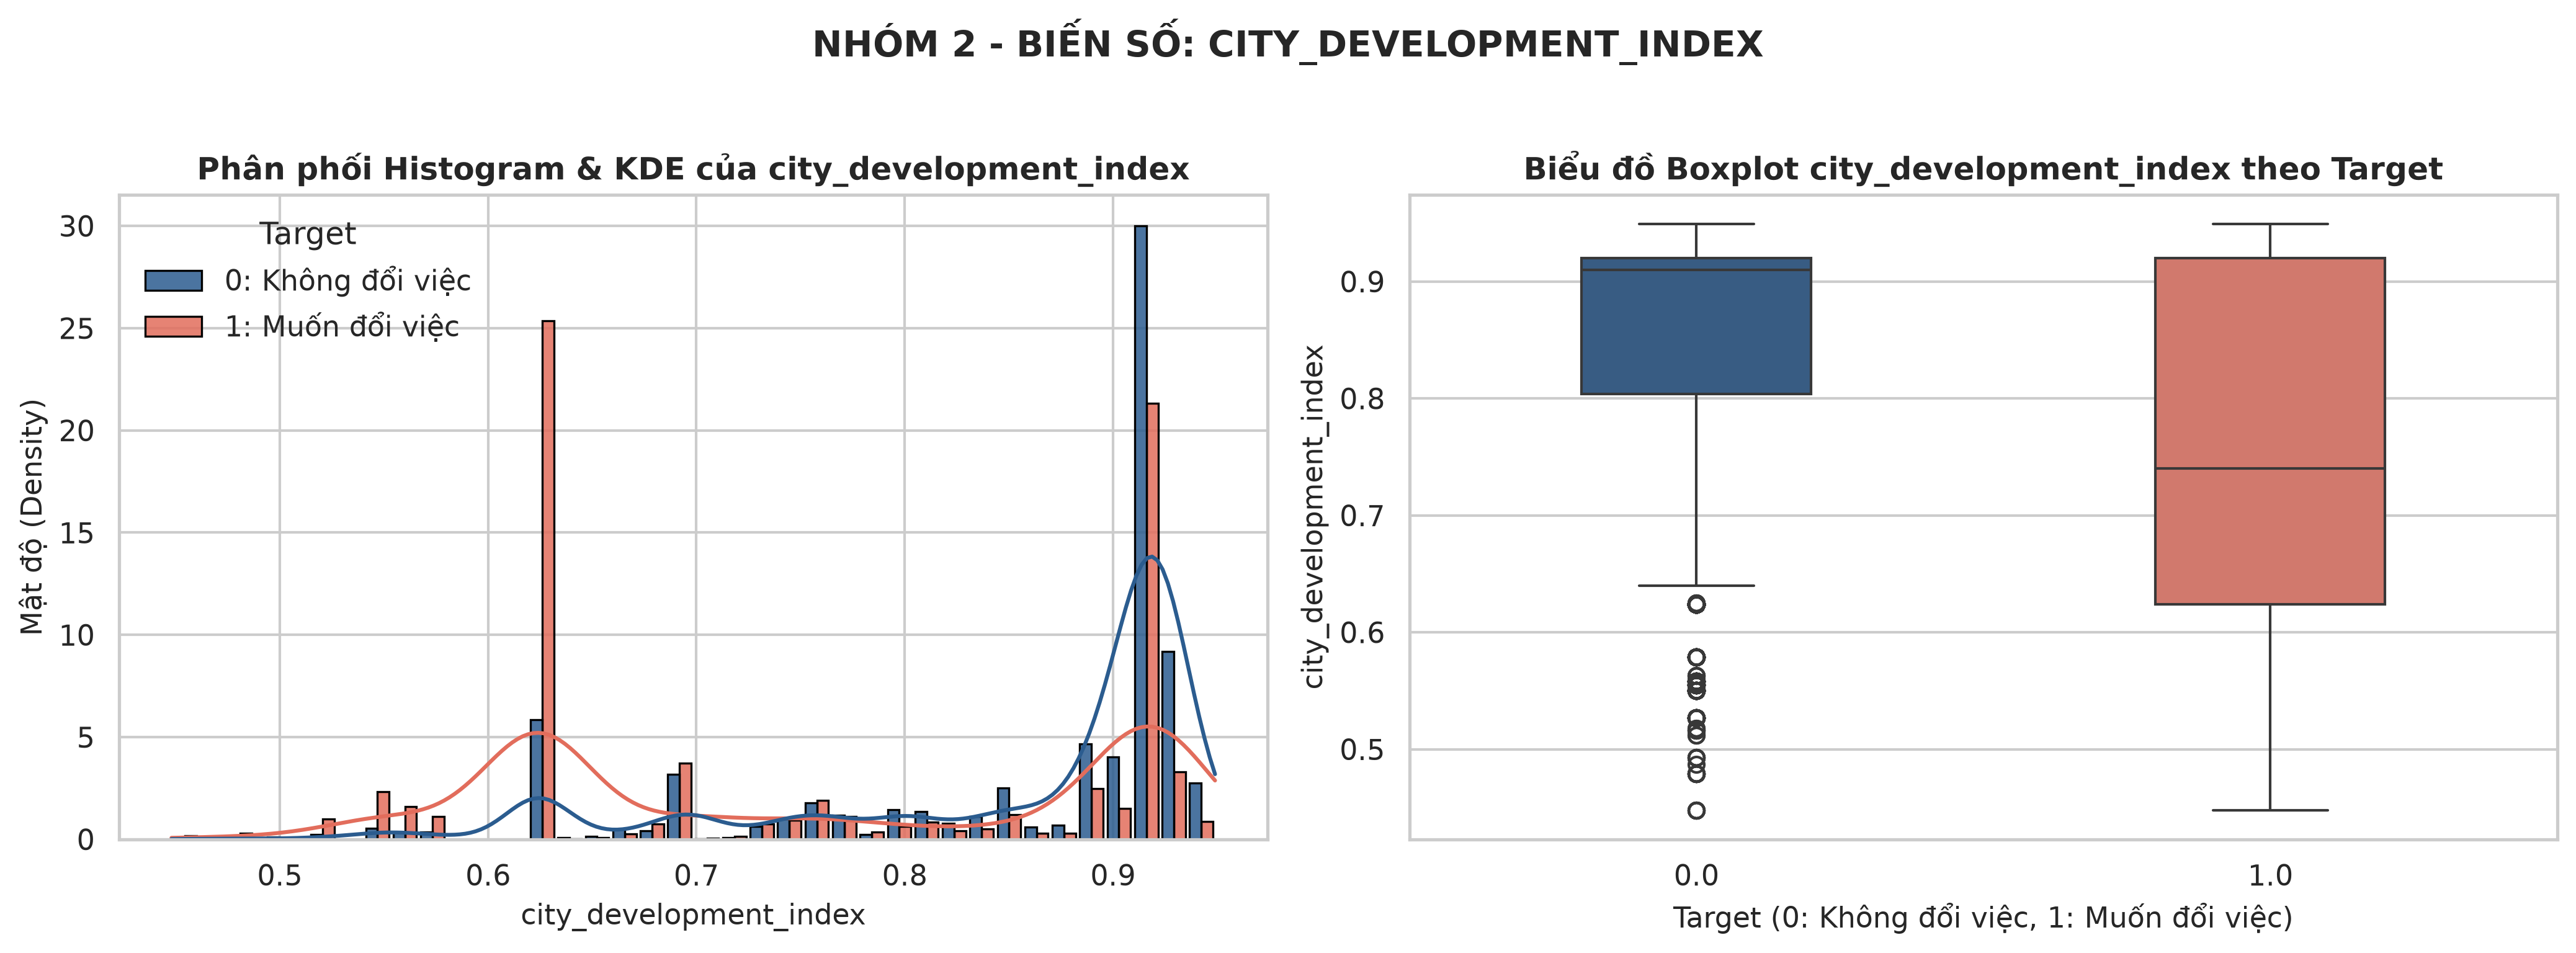 NHÓM 2 - BIẾN SỐ: CITY_DEVELOPMENT_INDEX
Phân phối Histogram & KDE của city_development_index
Target
0: Không đổi việc
1: Muốn đổi việc
Mật độ (Density)
30
25
20
15
10
5
0
0.5 0.6 0.7 0.8 0.9
city_development_index
Biểu đồ Boxplot city_development_index theo Target
city_development_index
0.9
0.8
0.7
0.6
0.5
0.0 1.0
Target (0: Không đổi việc, 1: Muốn đổi việc)